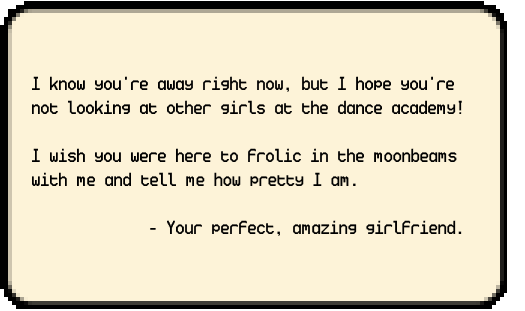 I know you're away right now, but I hope you're
not looking at other girls at the dance academy!
I wish you were here to frolic in the moonbeams
with me and tell me how pretty I am.
- Your perfect, amazing girlfriend.